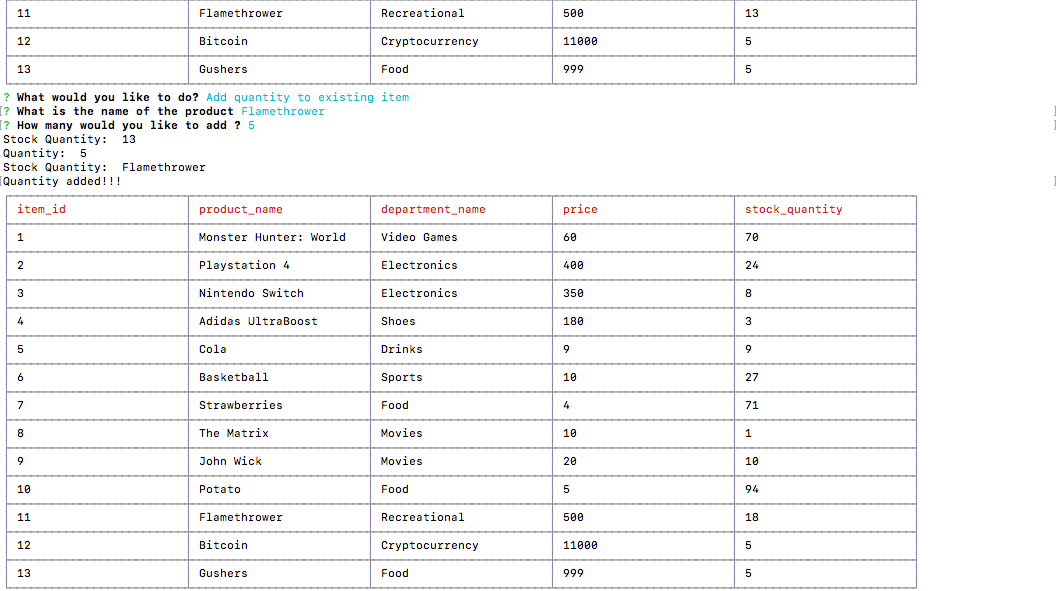 11 Flamethrower Recreational 500 13
12 Bitcoin Cryptocurrency 11000 5
13 Gushers Food 999 5
? What would you like to do? Add quantity to existing item
[? What is the name of the product Flamethrower ]
[? How many would you like to add ? 5 ]
Stock Quantity:  13
Quantity:  5
Stock Quantity:  Flamethrower
[Quantity added!!! ]
item_id product_name department_name price stock_quantity
1 Monster Hunter: World Video Games 60 70
2 Playstation 4 Electronics 400 24
3 Nintendo Switch Electronics 350 8
4 Adidas UltraBoost Shoes 180 3
5 Cola Drinks 9 9
6 Basketball Sports 10 27
7 Strawberries Food 4 71
8 The Matrix Movies 10 1
9 John Wick Movies 20 10
10 Potato Food 5 94
11 Flamethrower Recreational 500 18
12 Bitcoin Cryptocurrency 11000 5
13 Gushers Food 999 5